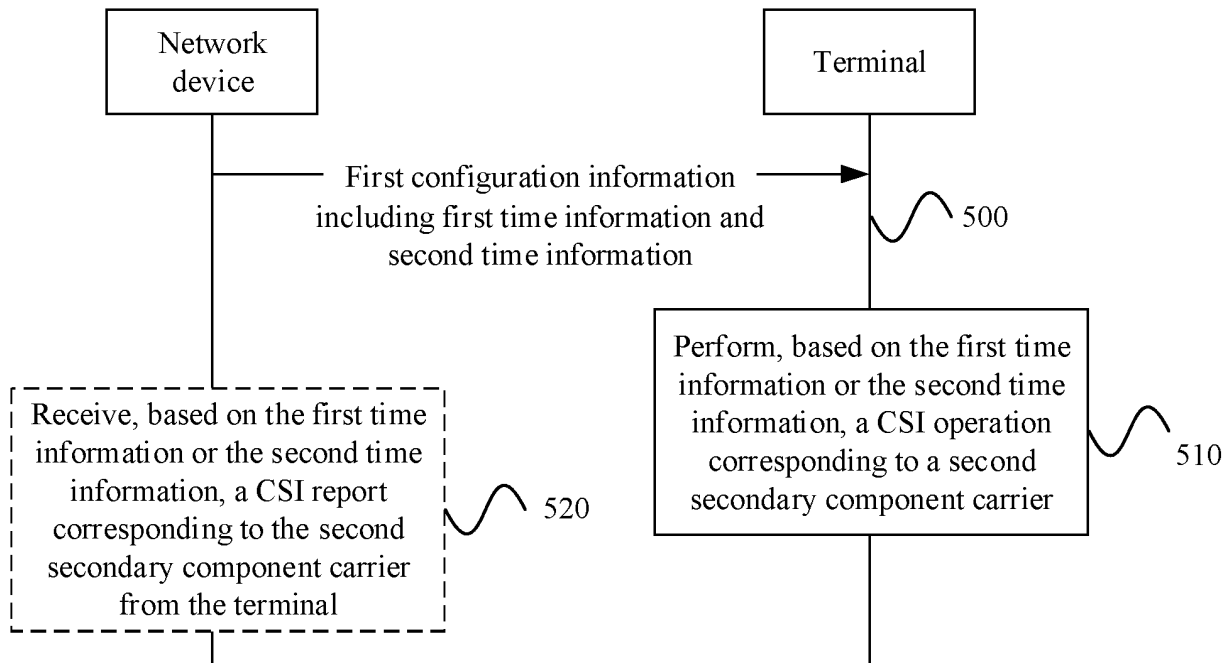 Network
device
Terminal
First configuration information
including first time information and
second time information
500
Perform, based on the first time
information or the second time
information, a CSI operation
corresponding to a second
secondary component carrier
510
Receive, based on the first time
information or the second time
information, a CSI report
corresponding to the second
secondary component carrier
from the terminal
520